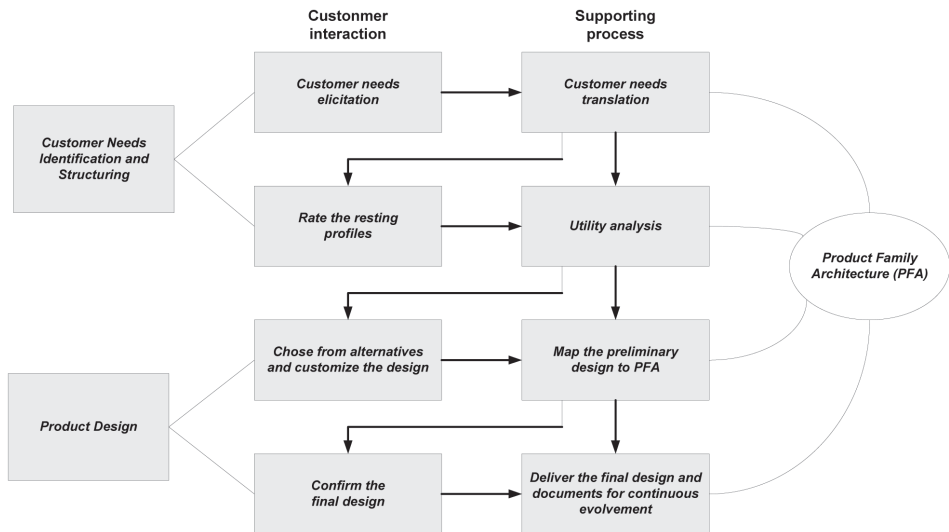 Custonmer
interaction
Supporting
process
Customer needs
elicitation
Customer needs
translation
Customer Needs
Identification and
Structuring
Rate the resting
profiles
Utility analysis
Product Family
Architecture (PFA)
Chose from alternatives
and customize the design
Map the preliminary
design to PFA
Product Design
Confirm the
final design
Deliver the final design and
documents for continuous
evolvement